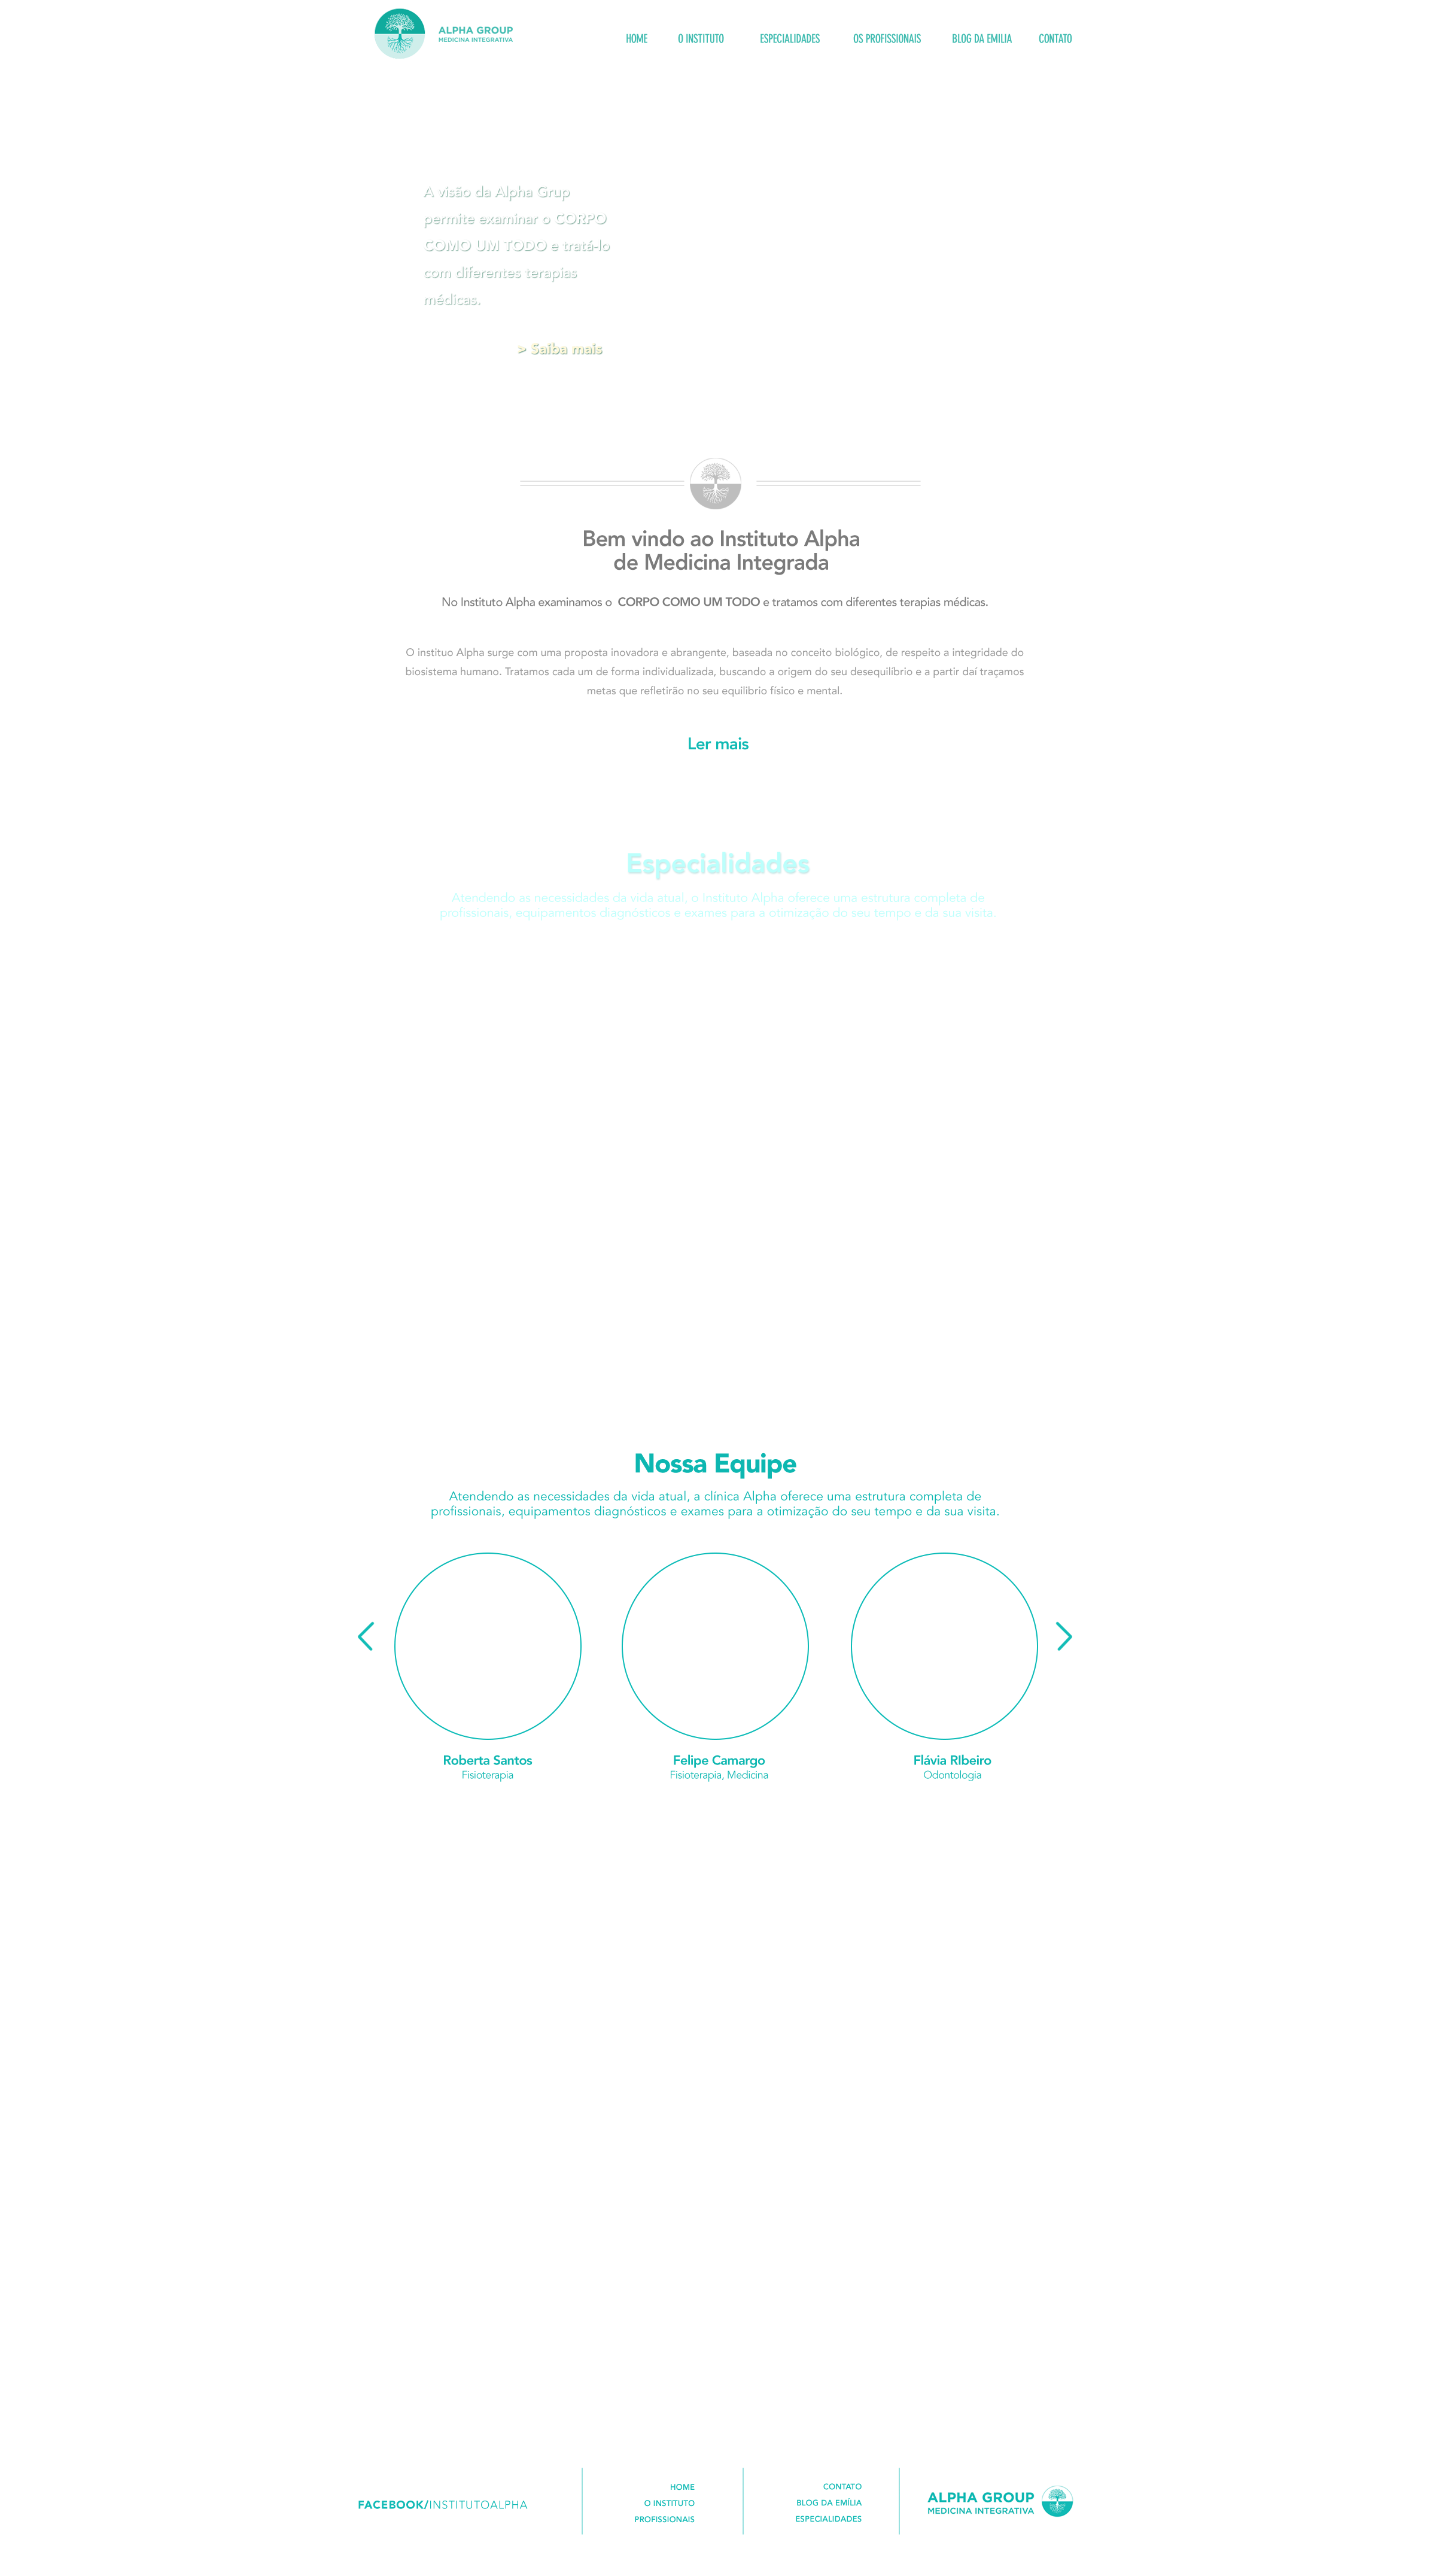 ALPHA GROUP
MEDICINA INTEGRATIVA
HOME O INSTITUTO ESPECIALIDADES OS PROFISSIONAIS BLOG DA EMILIA CONTATO
A visão da Alpha Grup
permite examinar o CORPO
COMO UM TODO e tratá-lo
com diferentes terapias
médicas.
> Saiba mais
Bem vindo ao Instituto Alpha
de Medicina Integrada
No Instituto Alpha examinamos o CORPO COMO UM TODO e tratamos com diferentes terapias médicas.
O instituo Alpha surge com uma proposta inovadora e abrangente, baseada no conceito biológico, de respeito a integridade do
biosistema humano. Tratamos cada um de forma individualizada, buscando a origem do seu desequilíbrio e a partir daí traçamos
metas que refletirão no seu equilibrio físico e mental.
Ler mais
Especialidades
Atendendo as necessidades da vida atual, o Instituto Alpha oferece uma estrutura completa de
profissionais, equipamentos diagnósticos e exames para a otimização do seu tempo e da sua visita.
Nossa Equipe
Atendendo as necessidades da vida atual, a clínica Alpha oferece uma estrutura completa de
profissionais, equipamentos diagnósticos e exames para a otimização do seu tempo e da sua visita.
Roberta Santos
Fisioterapia
Felipe Camargo
Fisioterapia, Medicina
Flávia RIbeiro
Odontologia
FACEBOOK/INSTITUTOALPHA
HOME
O INSTITUTO
PROFISSIONAIS
CONTATO
BLOG DA EMÍLIA
ESPECIALIDADES
ALPHA GROUP
MEDICINA INTEGRATIVA